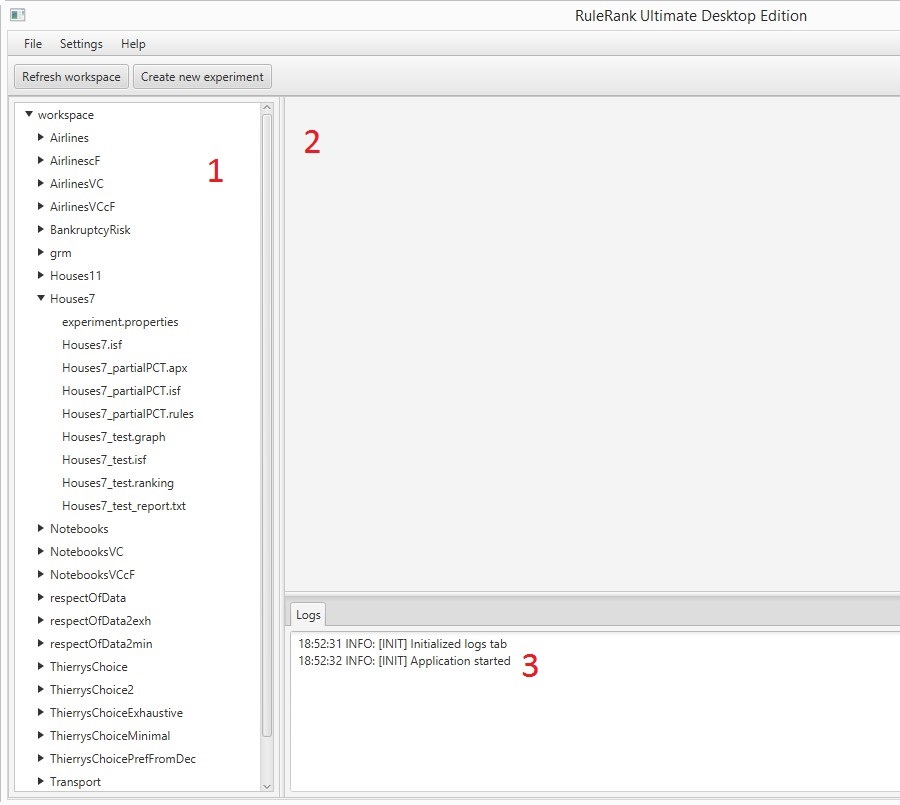 RuleRank Ultimate Desktop Edition
File Settings Help
Refresh workspace Create new experiment
workspace
Airlines
AirlinescF
AirlinesVC
AirlinesVCcF
BankruptcyRisk
grm
Houses11
Houses7
experiment.properties
Houses7.isf
Houses7_partialPCT.apx
Houses7_partialPCT.isf
Houses7_partialPCT.rules
Houses7_test.graph
Houses7_test.isf
Houses7_test.ranking
Houses7_test_report.txt
Notebooks
NotebooksVC
NotebooksVCcF
respectOfData
respectOfData2exh
respectOfData2min
ThierrysChoice
ThierrysChoice2
ThierrysChoiceExhaustive
ThierrysChoiceMinimal
ThierrysChoicePrefFromDec
Transport
1
2
Logs
18:52:31 INFO: [INIT] Initialized logs tab
18:52:32 INFO: [INIT] Application started
3